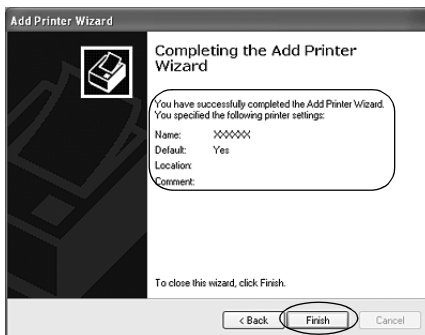 Add Printer Wizard
Completing the Add Printer
Wizard
You have successfully completed the Add Printer Wizard.
You specified the following printer settings:
Name: XXXXXX
Default: Yes
Location:
Comment:
To close this wizard, click Finish.
< Back Finish Cancel